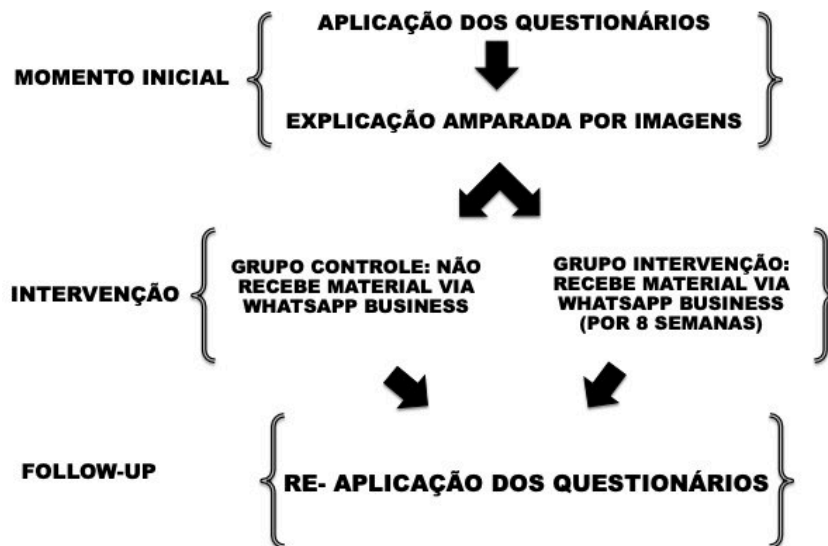 APLICAÇÃO DOS QUESTIONÁRIOS
MOMENTO INICIAL
EXPLICAÇÃO AMPARADA POR IMAGENS
GRUPO CONTROLE: NÃO
RECEBE MATERIAL VIA
WHATSAPP BUSINESS
GRUPO INTERVENÇÃO:
RECEBE MATERIAL VIA
WHATSAPP BUSINESS
(POR 8 SEMANAS)
INTERVENÇÃO
FOLLOW-UP
RE- APLICAÇÃO DOS QUESTIONÁRIOS